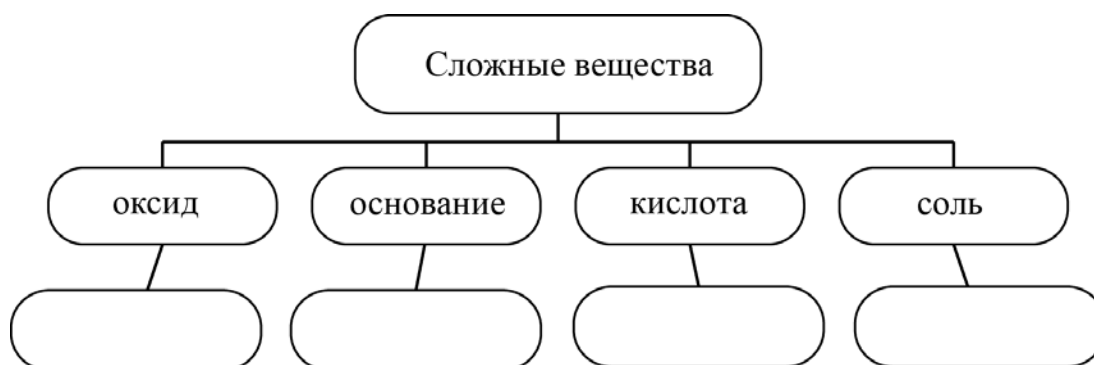 Сложные вещества
оксид
основание
кислота
соль